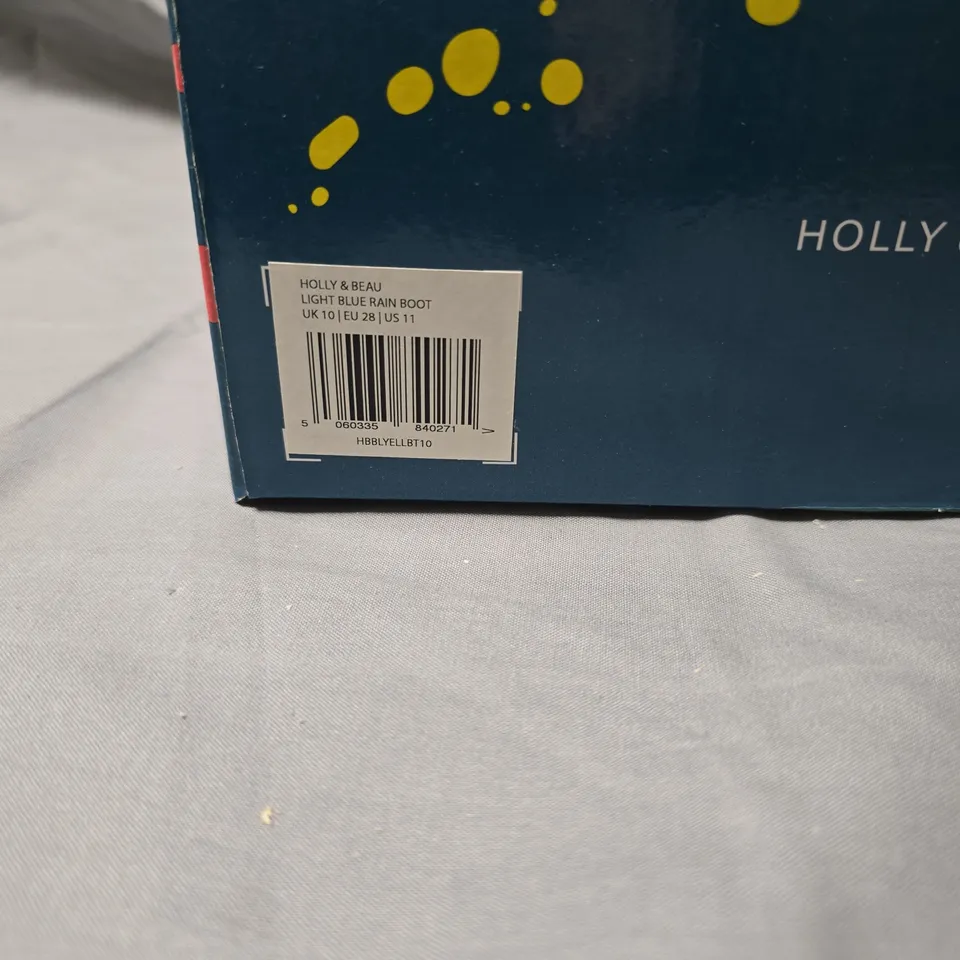 HOLLY
HOLLY & BEAU
LIGHT BLUE RAIN BOOT
UK 10 | EU 28 | US 11
5 060335 840271 >
HBBLYELLBT10